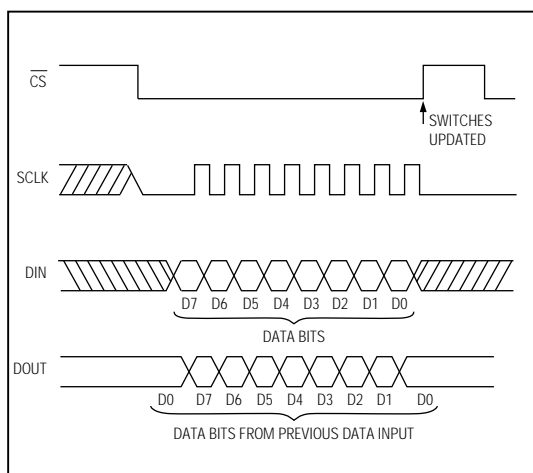 CS
SWITCHES
UPDATED
SCLK
DIN
D7 D6 D5 D4 D3 D2 D1 D0
DATA BITS
DOUT
D0 D7 D6 D5 D4 D3 D2 D1 D0
DATA BITS FROM PREVIOUS DATA INPUT